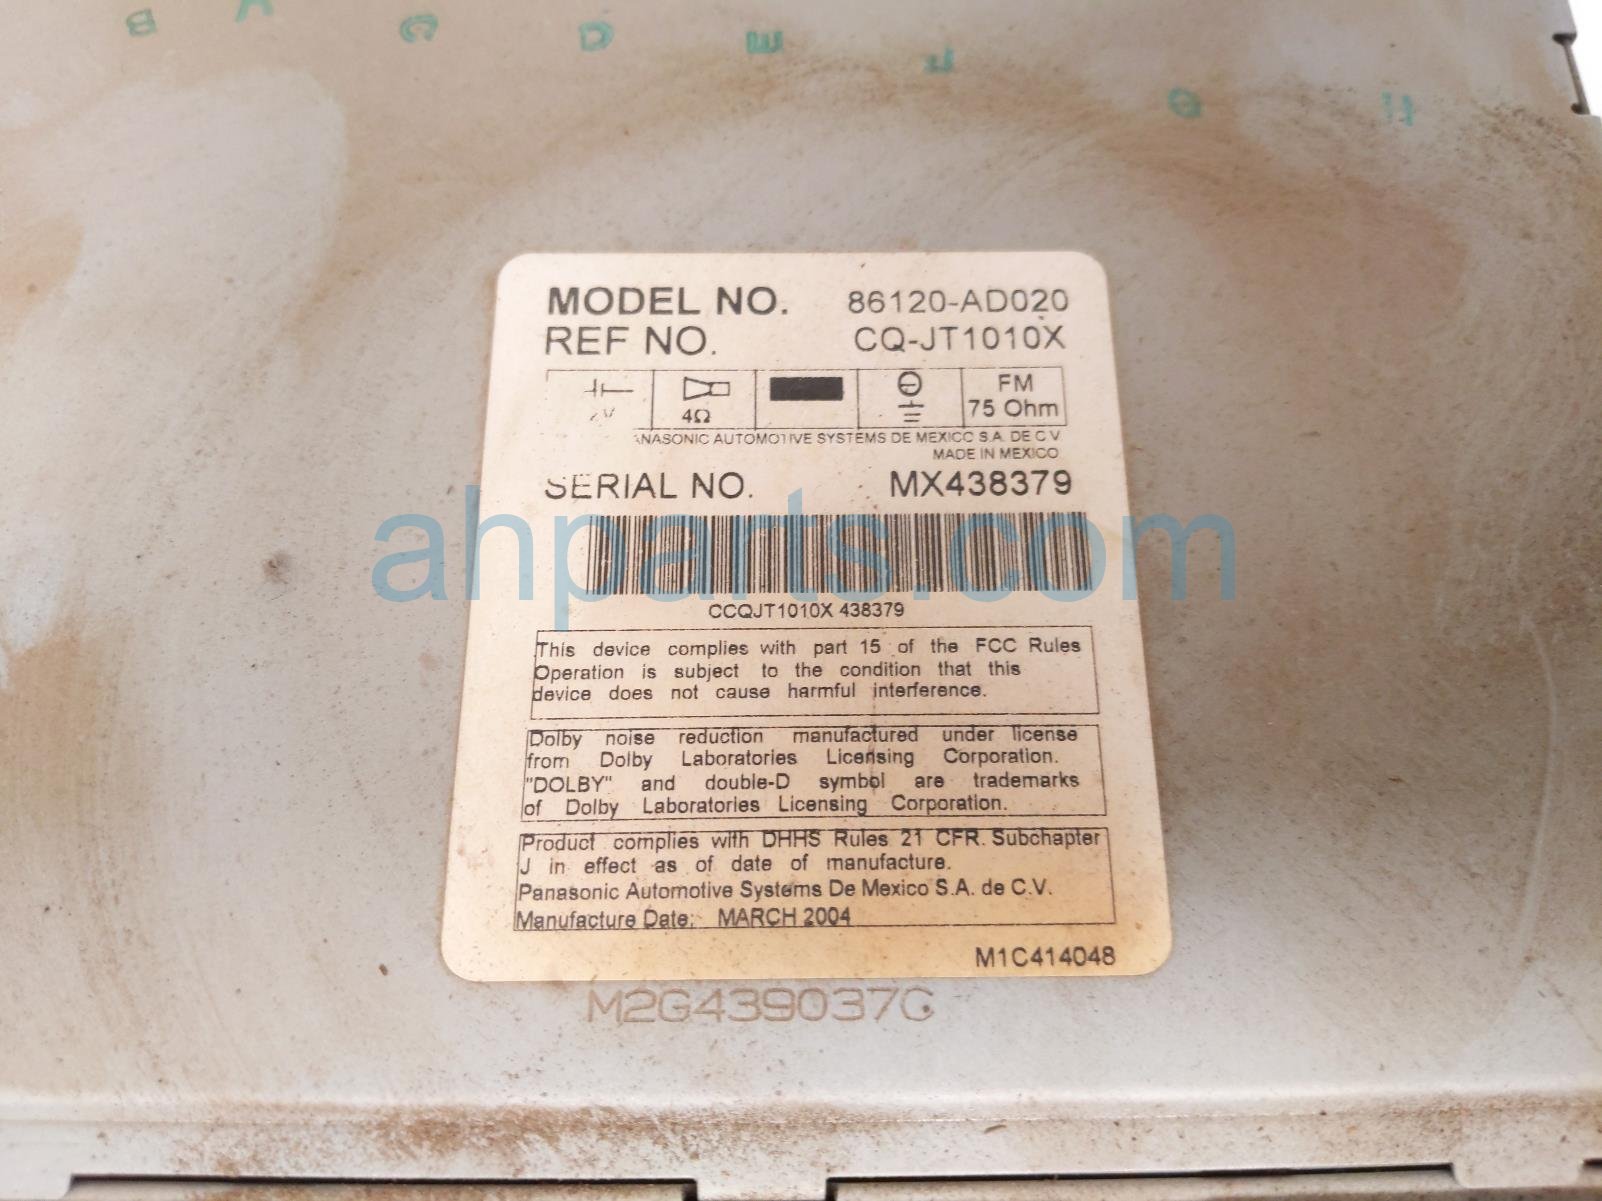 B A C D E F G H
MODEL NO. 86120-AD020
REF NO. CQ-JT1010X
4Ω
FM
75 Ohm
NASONIC AUTOMOTIVE SYSTEMS DE MEXICO S.A. DE C V
MADE IN MEXICO
SERIAL NO. MX438379
ahparts.com
CCQJT1010X 438379
This device complies with part 15 of the FCC Rules
Operation is subject to the condition that this
device does not cause harmful interference.
Dolby noise reduction manufactured under license
from Dolby Laboratories Licensing Corporation.
"DOLBY" and double-D symbol are trademarks
of Dolby Laboratories Licensing Corporation.
Product complies with DHHS Rules 21 CFR. Subchapter
J in effect as of date of manufacture.
Panasonic Automotive Systems De Mexico S.A. de C.V.
Manufacture Date: MARCH 2004
M1C414048
M2G439037C